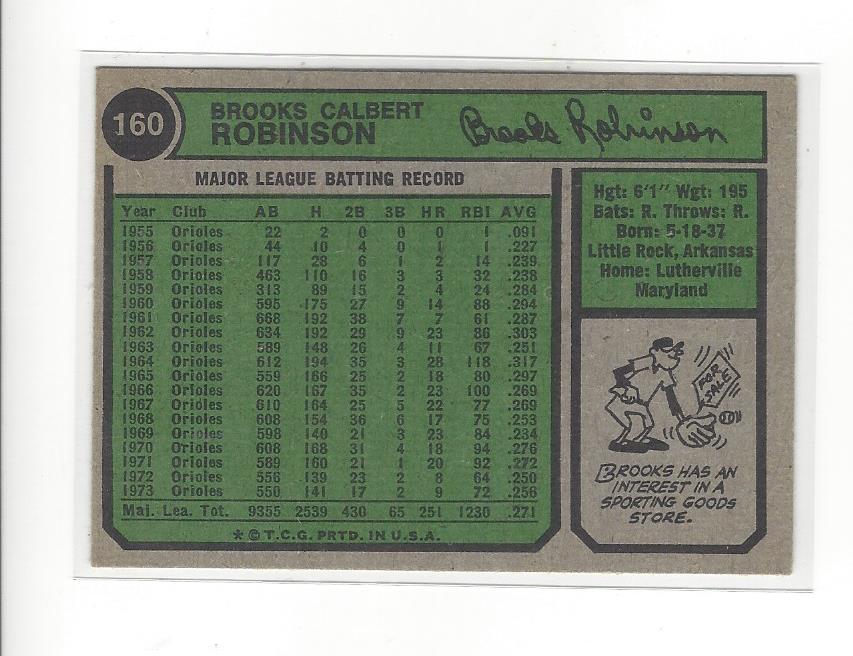 160
BROOKS CALBERT
ROBINSON
Brooks Robinson
MAJOR LEAGUE BATTING RECORD
Year Club AB H 2B 3B HR RBI AVG
1955 Orioles 22 2 0 0 0 1 .091
1956 Orioles 44 10 4 0 1 1 .227
1957 Orioles 117 28 6 1 2 14 .239
1958 Orioles 463 110 16 3 3 32 .238
1959 Orioles 313 89 15 2 4 24 .284
1960 Orioles 595 175 27 9 14 88 .294
1961 Orioles 668 192 38 7 7 61 .287
1962 Orioles 634 192 29 9 23 86 .303
1963 Orioles 589 148 26 4 11 67 .251
1964 Orioles 612 194 35 3 28 118 .317
1965 Orioles 559 166 25 2 18 80 .297
1966 Orioles 620 167 35 2 23 100 .269
1967 Orioles 610 164 25 5 22 77 .269
1968 Orioles 608 154 36 6 17 75 .253
1969 Orioles 598 140 21 3 23 84 .234
1970 Orioles 608 168 31 4 18 94 .276
1971 Orioles 589 160 21 1 20 92 .272
1972 Orioles 556 139 23 2 8 64 .250
1973 Orioles 550 141 17 2 9 72 .256
Maj. Lea. Tot. 9355 2539 430 65 251 1230 .271
* © T.C.G. PRTD. IN U.S.A.
Hgt: 6'1" Wgt: 195
Bats: R. Throws: R.
Born: 5-18-37
Little Rock, Arkansas
Home: Lutherville
Maryland
FOR
SALE
BROOKS HAS AN
INTEREST IN A
SPORTING GOODS
STORE.